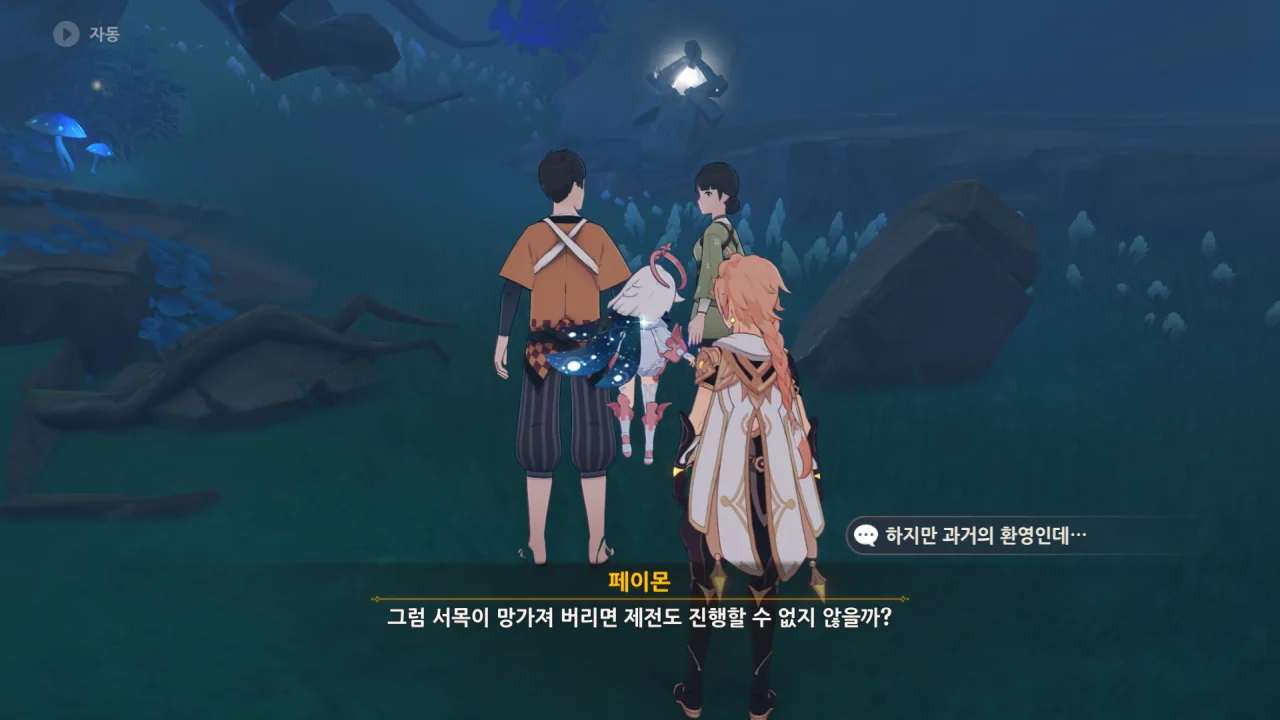 자동
하지만 과거의 환영인데…
페이몬
그럼 서목이 망가져 버리면 제전도 진행할 수 없지 않을까?